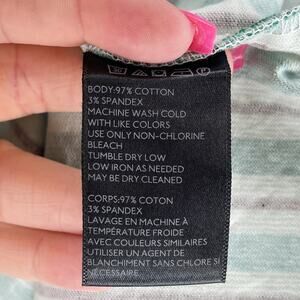 BODY:97% COTTON
3% SPANDEX
MACHINE WASH COLD
WITH LIKE COLORS
USE ONLY NON-CHLORINE
BLEACH
TUMBLE DRY LOW
LOW IRON AS NEEDED
MAY BE DRY CLEANED
CORPS:97% COTON
3% SPANDEX
LAVAGE EN MACHINE À
TEMPÉRATURE FROIDE
AVEC COULEURS SIMILAIRES
UTILISER UN AGENT DE
BLANCHIMENT SANS CHLORE SI
NÉCESSAIRE